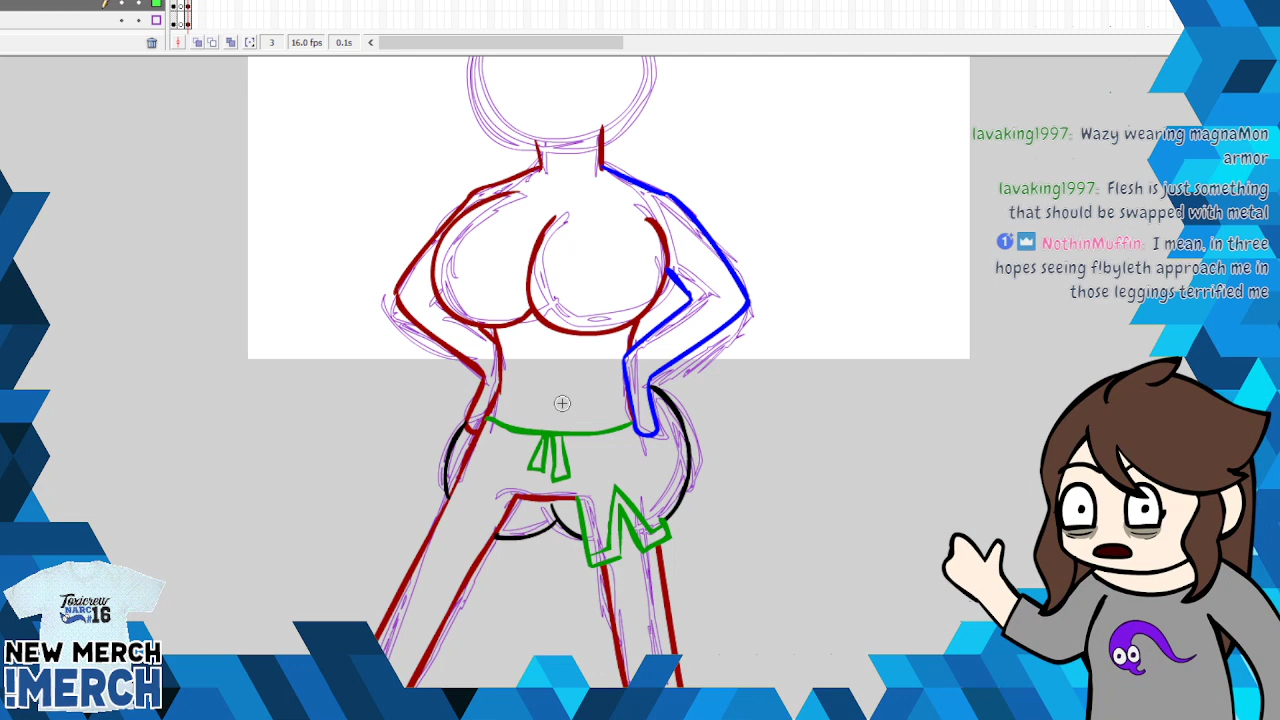 3 16.0 fps 0.1s
lavaking1997: Wazy wearing magnaMon
armor
lavaking1997: Flesh is just something
that should be swapped with metal
1 NothinMuffin: I mean, in three
hopes seeing f!byleth approach me in
those leggings terrified me
Toxicrew
NARC
#16
NEW MERCH
!MERCH